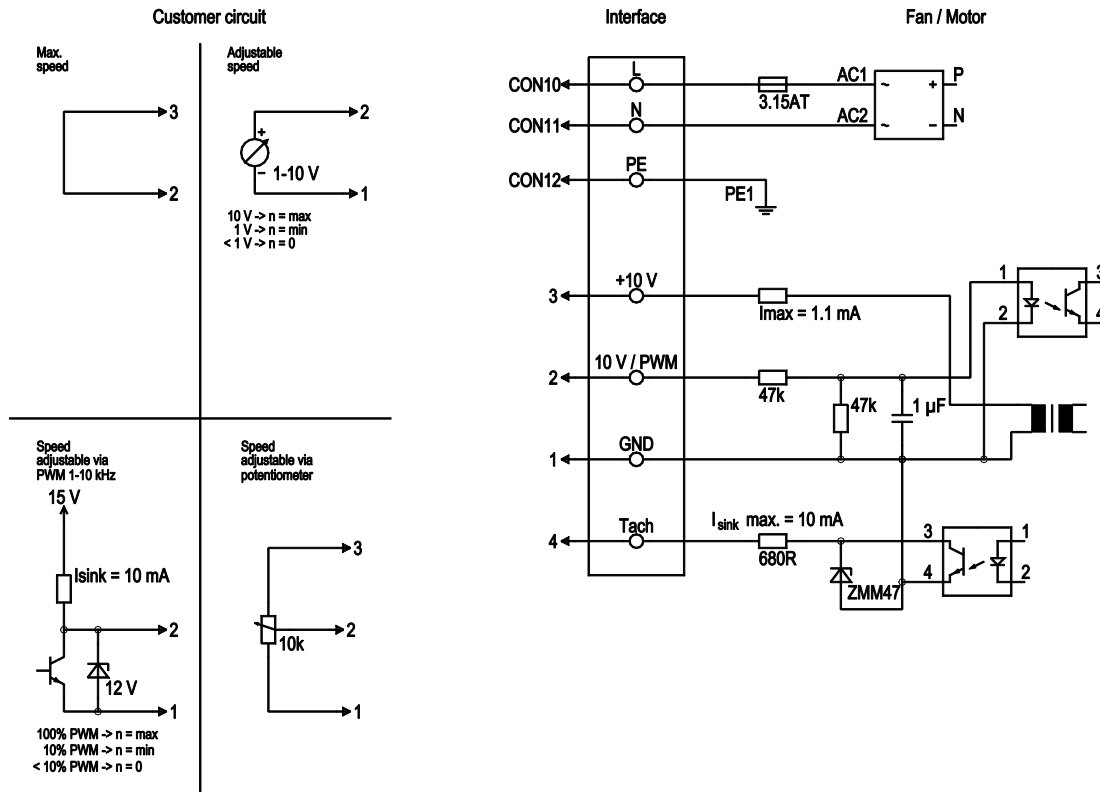 Customer circuit
Interface
Fan / Motor
Max.
speed
3
2
Adjustable
speed
2
+
– 1-10 V
1
10 V -> n = max
1 V -> n = min
< 1 V -> n = 0
Speed
adjustable via
PWM 1-10 kHz
15 V
Isink = 10 mA
2
12 V
1
100% PWM -> n = max
10% PWM -> n = min
< 10% PWM -> n = 0
Speed
adjustable via
potentiometer
3
2
10k
1
L
CON10
3.15AT
AC1
~ + P
N
CON11
AC2
~ – N
PE
CON12
PE1
+10 V
3
Imax = 1.1 mA
1
2
3
4
10 V / PWM
2
47k
47k
1 µF
GND
1
Tach
4
Isink max. = 10 mA
680R
ZMM47
3
4
1
2